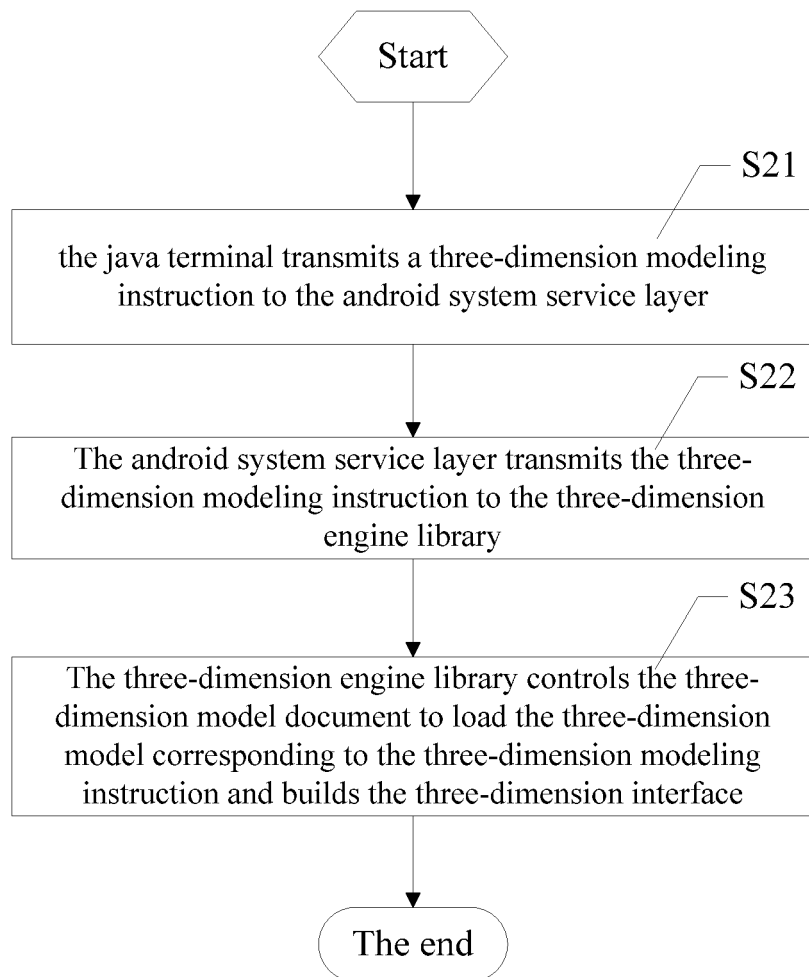 Start
S21
the java terminal transmits a three-dimension modeling
instruction to the android system service layer
S22
The android system service layer transmits the three-
dimension modeling instruction to the three-dimension
engine library
S23
The three-dimension engine library controls the three-
dimension model document to load the three-dimension
model corresponding to the three-dimension modeling
instruction and builds the three-dimension interface
The end